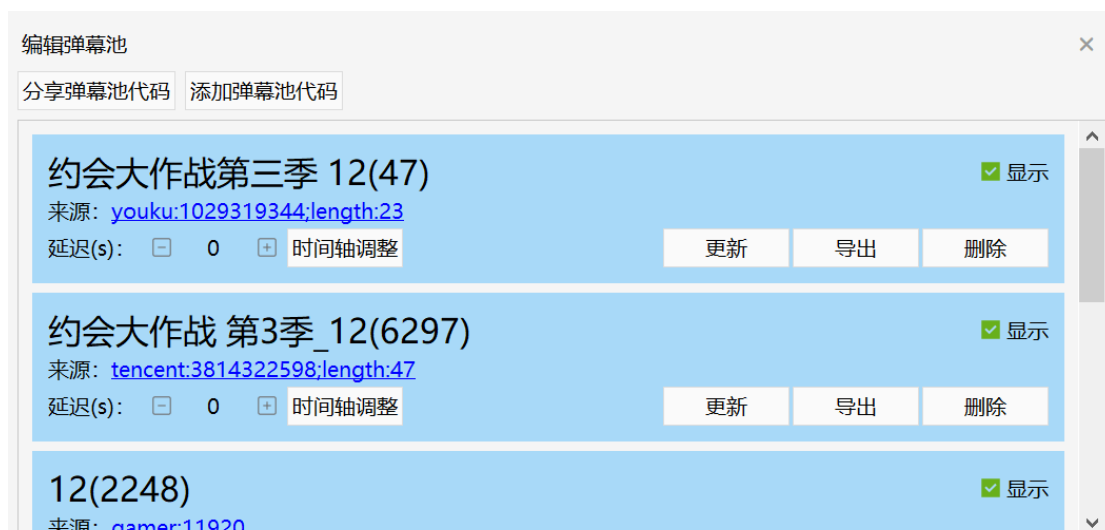 编辑弹幕池
分享弹幕池代码 添加弹幕池代码
约会大作战第三季 12(47) 显示
来源：youku:1029319344;length:23
延迟(s)： 0 时间轴调整 更新 导出 删除
约会大作战 第3季_12(6297) 显示
来源：tencent:3814322598;length:47
延迟(s)： 0 时间轴调整 更新 导出 删除
12(2248) 显示
来源：gamer:11920